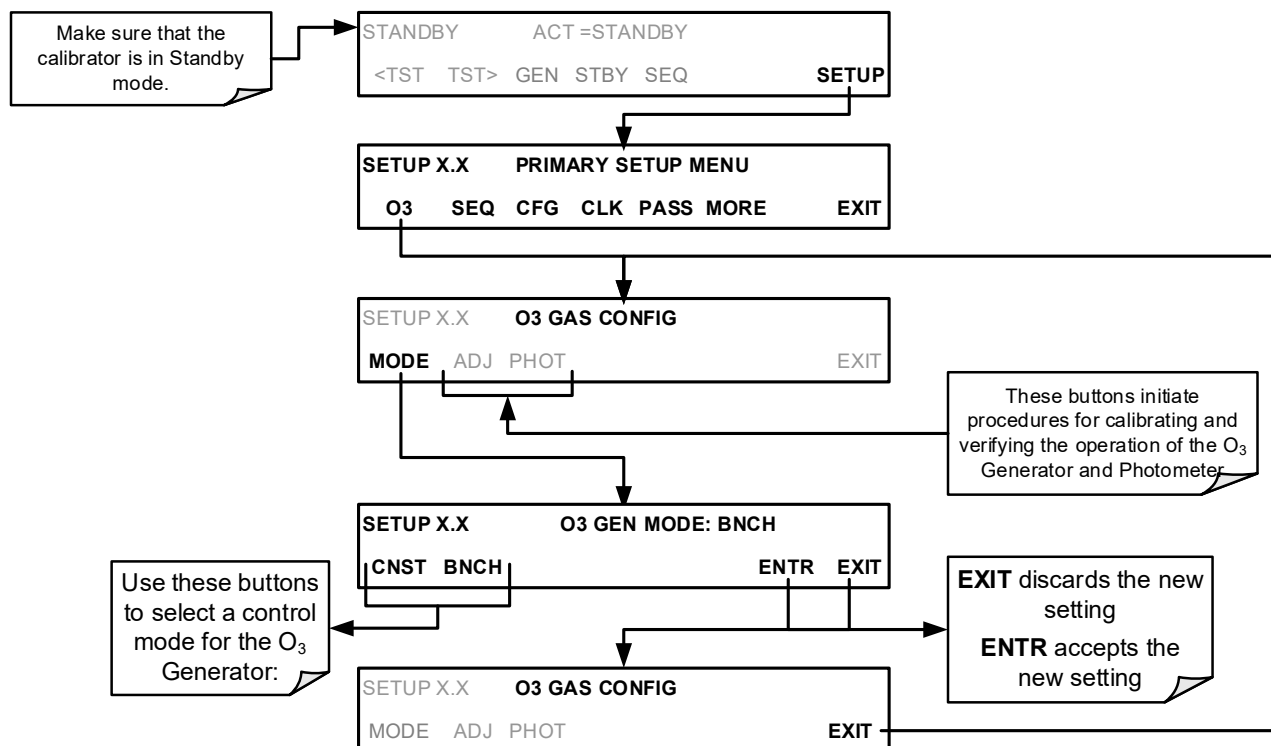 Make sure that the
calibrator is in Standby
mode.
STANDBY ACT =STANDBY
<TST TST> GEN STBY SEQ SETUP
SETUP X.X PRIMARY SETUP MENU
O3 SEQ CFG CLK PASS MORE EXIT
SETUP X.X O3 GAS CONFIG
MODE ADJ PHOT EXIT
These buttons initiate
procedures for calibrating and
verifying the operation of the O3
Generator and Photometer
SETUP X.X O3 GEN MODE: BNCH
CNST BNCH ENTR EXIT
Use these buttons
to select a control
mode for the O3
Generator:
EXIT discards the new
setting
ENTR accepts the
new setting
SETUP X.X O3 GAS CONFIG
MODE ADJ PHOT EXIT